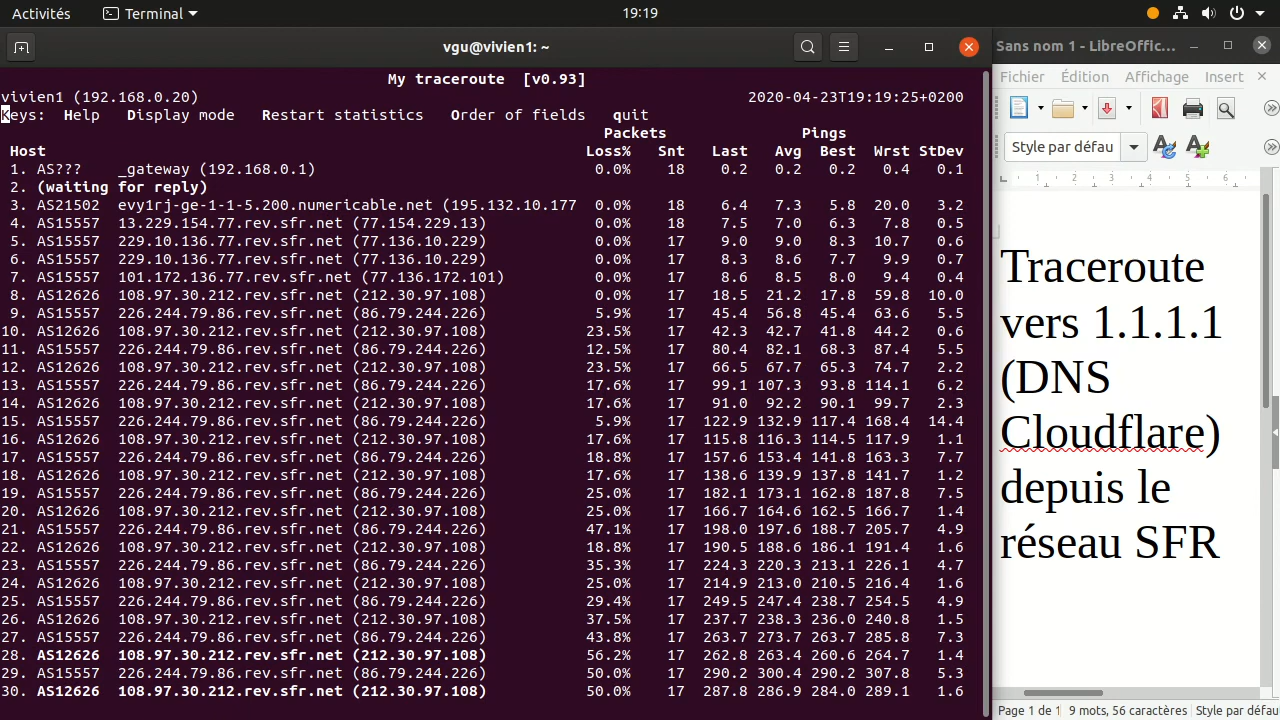 Activités Terminal 19:19
vgu@vivien1: ~
My traceroute [v0.93]
vivien1 (192.168.0.20) 2020-04-23T19:19:25+0200
Keys: Help Display mode Restart statistics Order of fields quit
Packets Pings
Host Loss% Snt Last Avg Best Wrst StDev
1. AS??? _gateway (192.168.0.1) 0.0% 18 0.2 0.2 0.2 0.4 0.1
2. (waiting for reply)
3. AS21502 evy1rj-ge-1-1-5.200.numericable.net (195.132.10.177 0.0% 18 6.4 7.3 5.8 20.0 3.2
4. AS15557 13.229.154.77.rev.sfr.net (77.154.229.13) 0.0% 18 7.5 7.0 6.3 7.8 0.5
5. AS15557 229.10.136.77.rev.sfr.net (77.136.10.229) 0.0% 17 9.0 9.0 8.3 10.7 0.6
6. AS15557 229.10.136.77.rev.sfr.net (77.136.10.229) 0.0% 17 8.3 8.6 7.7 9.9 0.7
7. AS15557 101.172.136.77.rev.sfr.net (77.136.172.101) 0.0% 17 8.6 8.5 8.0 9.4 0.4
8. AS12626 108.97.30.212.rev.sfr.net (212.30.97.108) 0.0% 17 18.5 21.2 17.8 59.8 10.0
9. AS15557 226.244.79.86.rev.sfr.net (86.79.244.226) 5.9% 17 45.4 56.8 45.4 63.6 5.5
10. AS12626 108.97.30.212.rev.sfr.net (212.30.97.108) 23.5% 17 42.3 42.7 41.8 44.2 0.6
11. AS15557 226.244.79.86.rev.sfr.net (86.79.244.226) 12.5% 17 80.4 82.1 68.3 87.4 5.5
12. AS12626 108.97.30.212.rev.sfr.net (212.30.97.108) 23.5% 17 66.5 67.7 65.3 74.7 2.2
13. AS15557 226.244.79.86.rev.sfr.net (86.79.244.226) 17.6% 17 99.1 107.3 93.8 114.1 6.2
14. AS12626 108.97.30.212.rev.sfr.net (212.30.97.108) 17.6% 17 91.0 92.2 90.1 99.7 2.3
15. AS15557 226.244.79.86.rev.sfr.net (86.79.244.226) 5.9% 17 122.9 132.9 117.4 168.4 14.4
16. AS12626 108.97.30.212.rev.sfr.net (212.30.97.108) 17.6% 17 115.8 116.3 114.5 117.9 1.1
17. AS15557 226.244.79.86.rev.sfr.net (86.79.244.226) 18.8% 17 157.6 153.4 141.8 163.3 7.7
18. AS12626 108.97.30.212.rev.sfr.net (212.30.97.108) 17.6% 17 138.6 139.9 137.8 141.7 1.2
19. AS15557 226.244.79.86.rev.sfr.net (86.79.244.226) 25.0% 17 182.1 173.1 162.8 187.8 7.5
20. AS12626 108.97.30.212.rev.sfr.net (212.30.97.108) 25.0% 17 166.7 164.6 162.5 166.7 1.4
21. AS15557 226.244.79.86.rev.sfr.net (86.79.244.226) 47.1% 17 198.0 197.6 188.7 205.7 4.9
22. AS12626 108.97.30.212.rev.sfr.net (212.30.97.108) 18.8% 17 190.5 188.6 186.1 191.4 1.6
23. AS15557 226.244.79.86.rev.sfr.net (86.79.244.226) 35.3% 17 224.3 220.3 213.1 226.1 4.7
24. AS12626 108.97.30.212.rev.sfr.net (212.30.97.108) 25.0% 17 214.9 213.0 210.5 216.4 1.6
25. AS15557 226.244.79.86.rev.sfr.net (86.79.244.226) 29.4% 17 249.5 247.4 238.7 254.5 4.9
26. AS12626 108.97.30.212.rev.sfr.net (212.30.97.108) 37.5% 17 237.7 238.3 236.0 240.8 1.5
27. AS15557 226.244.79.86.rev.sfr.net (86.79.244.226) 43.8% 17 263.7 273.7 263.7 285.8 7.3
28. AS12626 108.97.30.212.rev.sfr.net (212.30.97.108) 56.2% 17 262.8 263.4 260.6 264.7 1.4
29. AS15557 226.244.79.86.rev.sfr.net (86.79.244.226) 50.0% 17 290.2 300.4 290.2 307.8 5.3
30. AS12626 108.97.30.212.rev.sfr.net (212.30.97.108) 50.0% 17 287.8 286.9 284.0 289.1 1.6
Sans nom 1 - LibreOffic...
Fichier Édition Affichage Insert
Style par défau
1 2 3 4 5 6
Traceroute
vers 1.1.1.1
(DNS
Cloudflare)
depuis le
réseau SFR
Page 1 de 1 9 mots, 56 caractères Style par défau